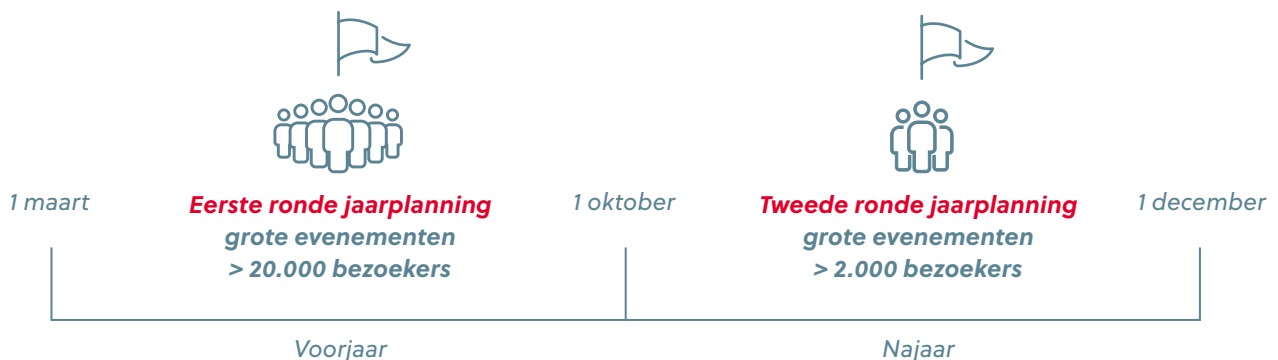 1 maart
Eerste ronde jaarplanning
grote evenementen
> 20.000 bezoekers
1 oktober
Tweede ronde jaarplanning
grote evenementen
> 2.000 bezoekers
1 december
Voorjaar
Najaar